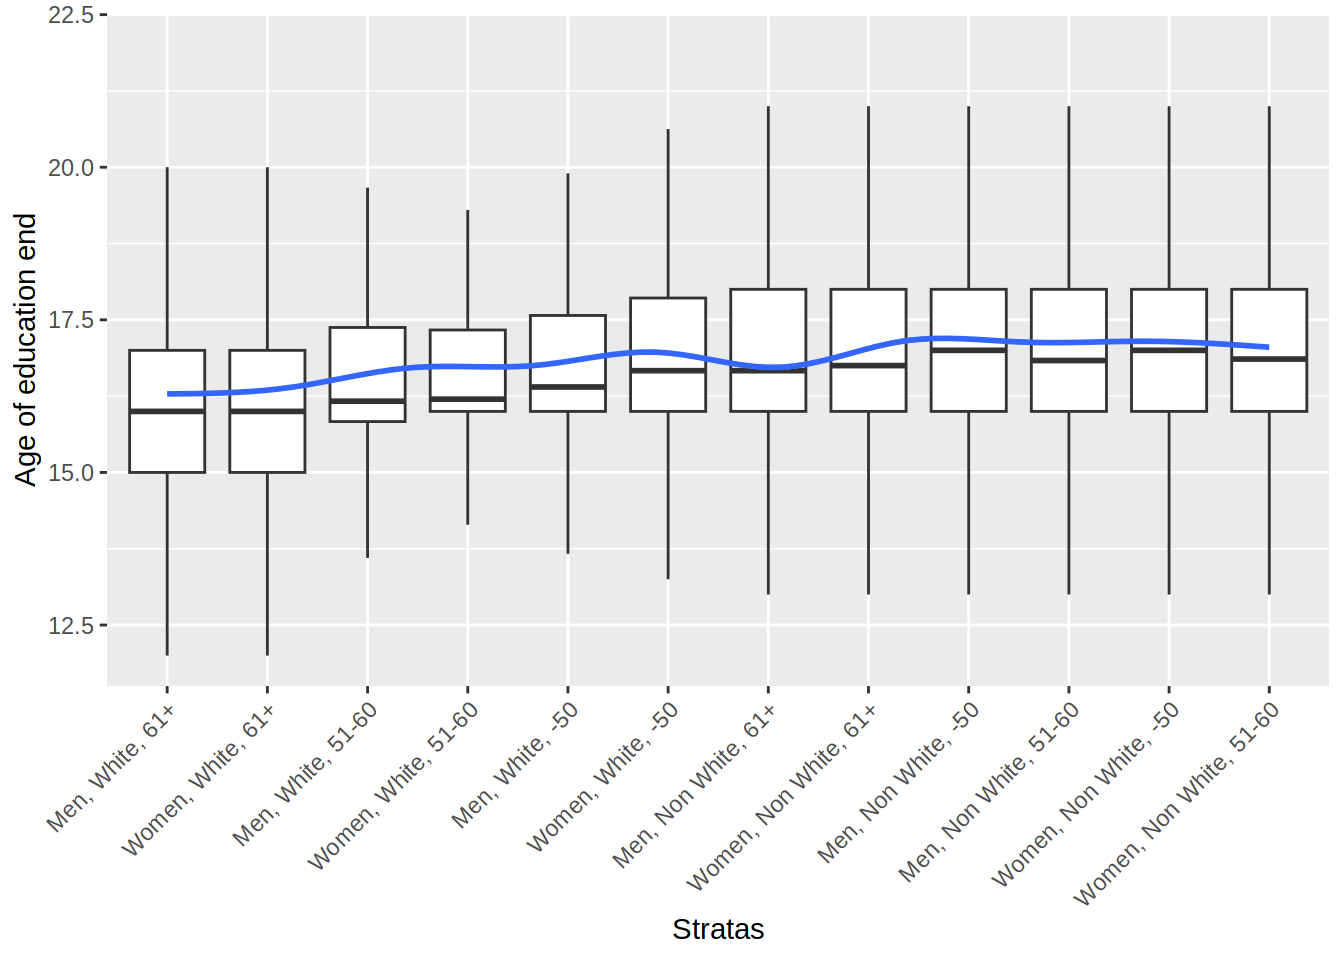 22.5
20.0
17.5
15.0
12.5
Age of education end
Men, White, 61+
Women, White, 61+
Men, White, 51-60
Women, White, 51-60
Men, White, -50
Women, White, -50
Men, Non White, 61+
Women, Non White, 61+
Men, Non White, -50
Men, Non White, 51-60
Women, Non White, -50
Women, Non White, 51-60
Stratas